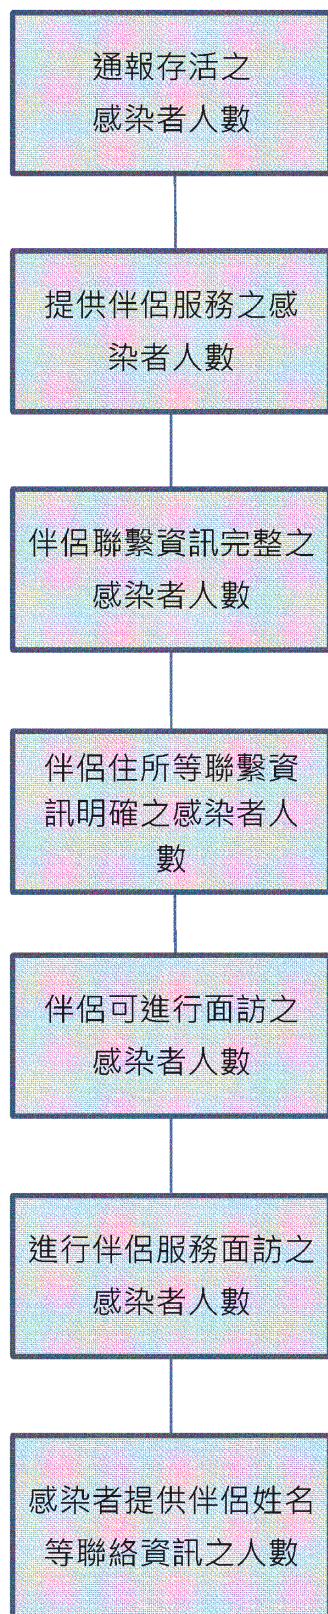 通報存活之
感染者人數
提供伴侶服務之感
染者人數
伴侶聯繫資訊完整之
感染者人數
伴侶住所等聯繫資
訊明確之感染者人
數
伴侶可進行面訪之
感染者人數
進行伴侶服務面訪之
感染者人數
感染者提供伴侶姓名
等聯絡資訊之人數